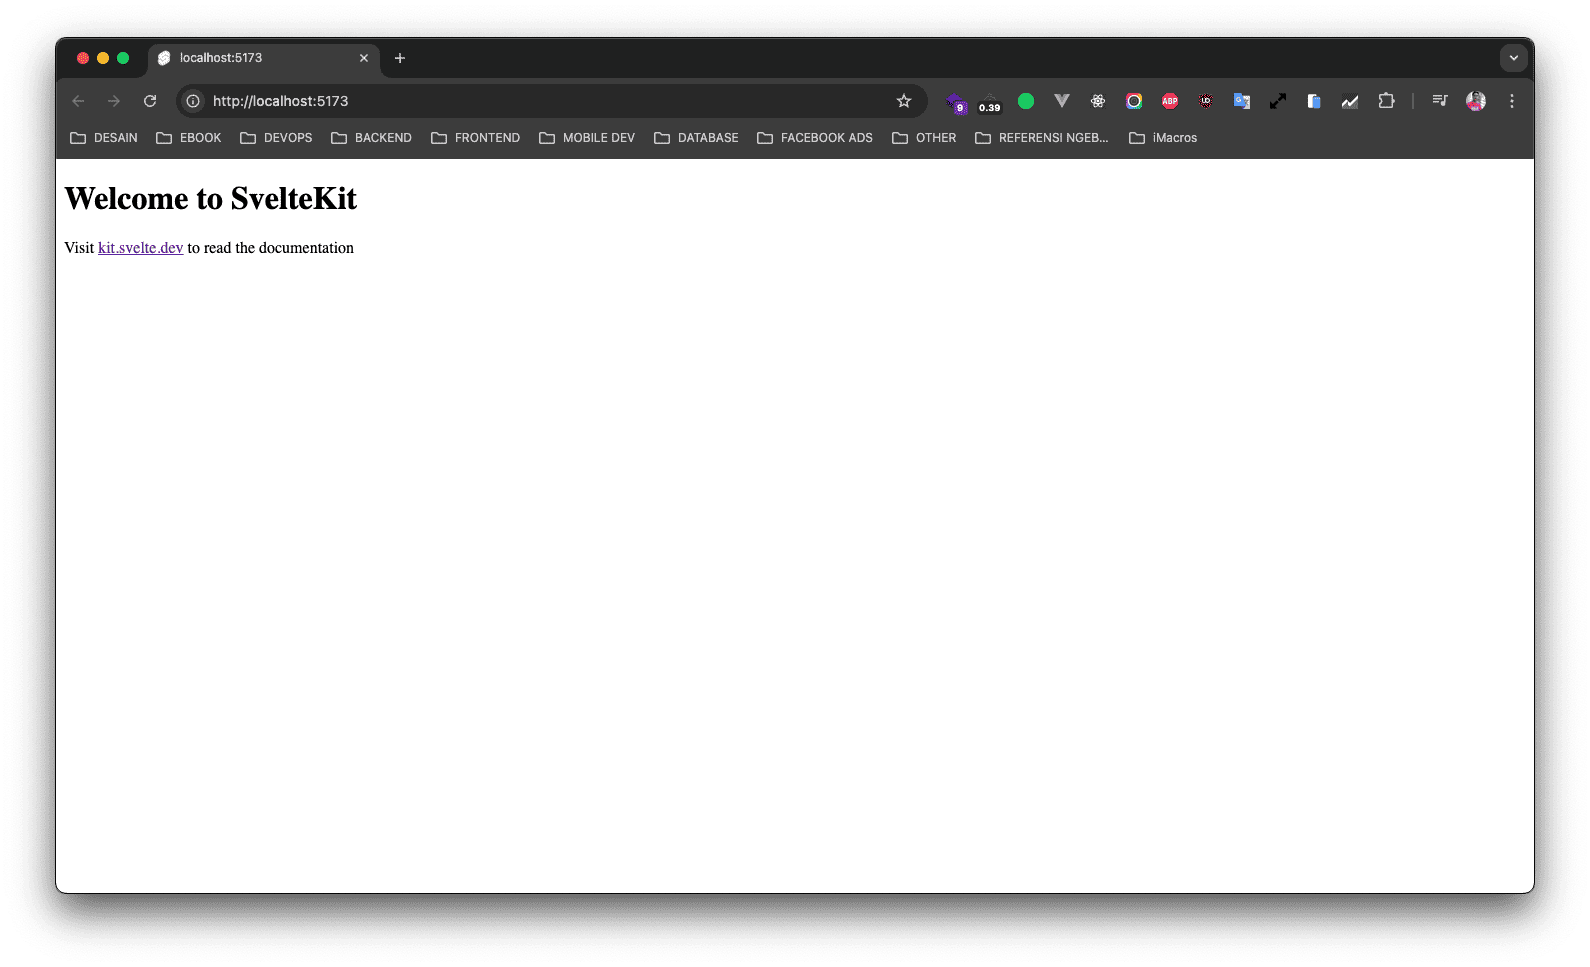 localhost:5173
http://localhost:5173
9
0.39
ABP
DESAIN EBOOK DEVOPS BACKEND FRONTEND MOBILE DEV DATABASE FACEBOOK ADS OTHER REFERENSI NGEB... iMacros
Welcome to SvelteKit
Visit kit.svelte.dev to read the documentation